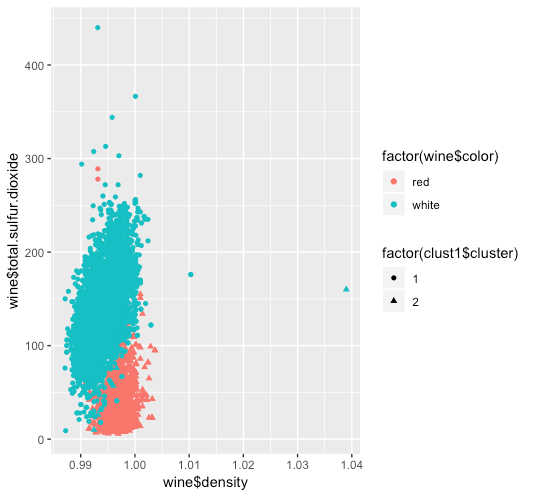 400
300
200
100
0
wine$total.sulfur.dioxide
0.99 1.00 1.01 1.02 1.03 1.04
wine$density
factor(wine$color)
red
white
factor(clust1$cluster)
1
2